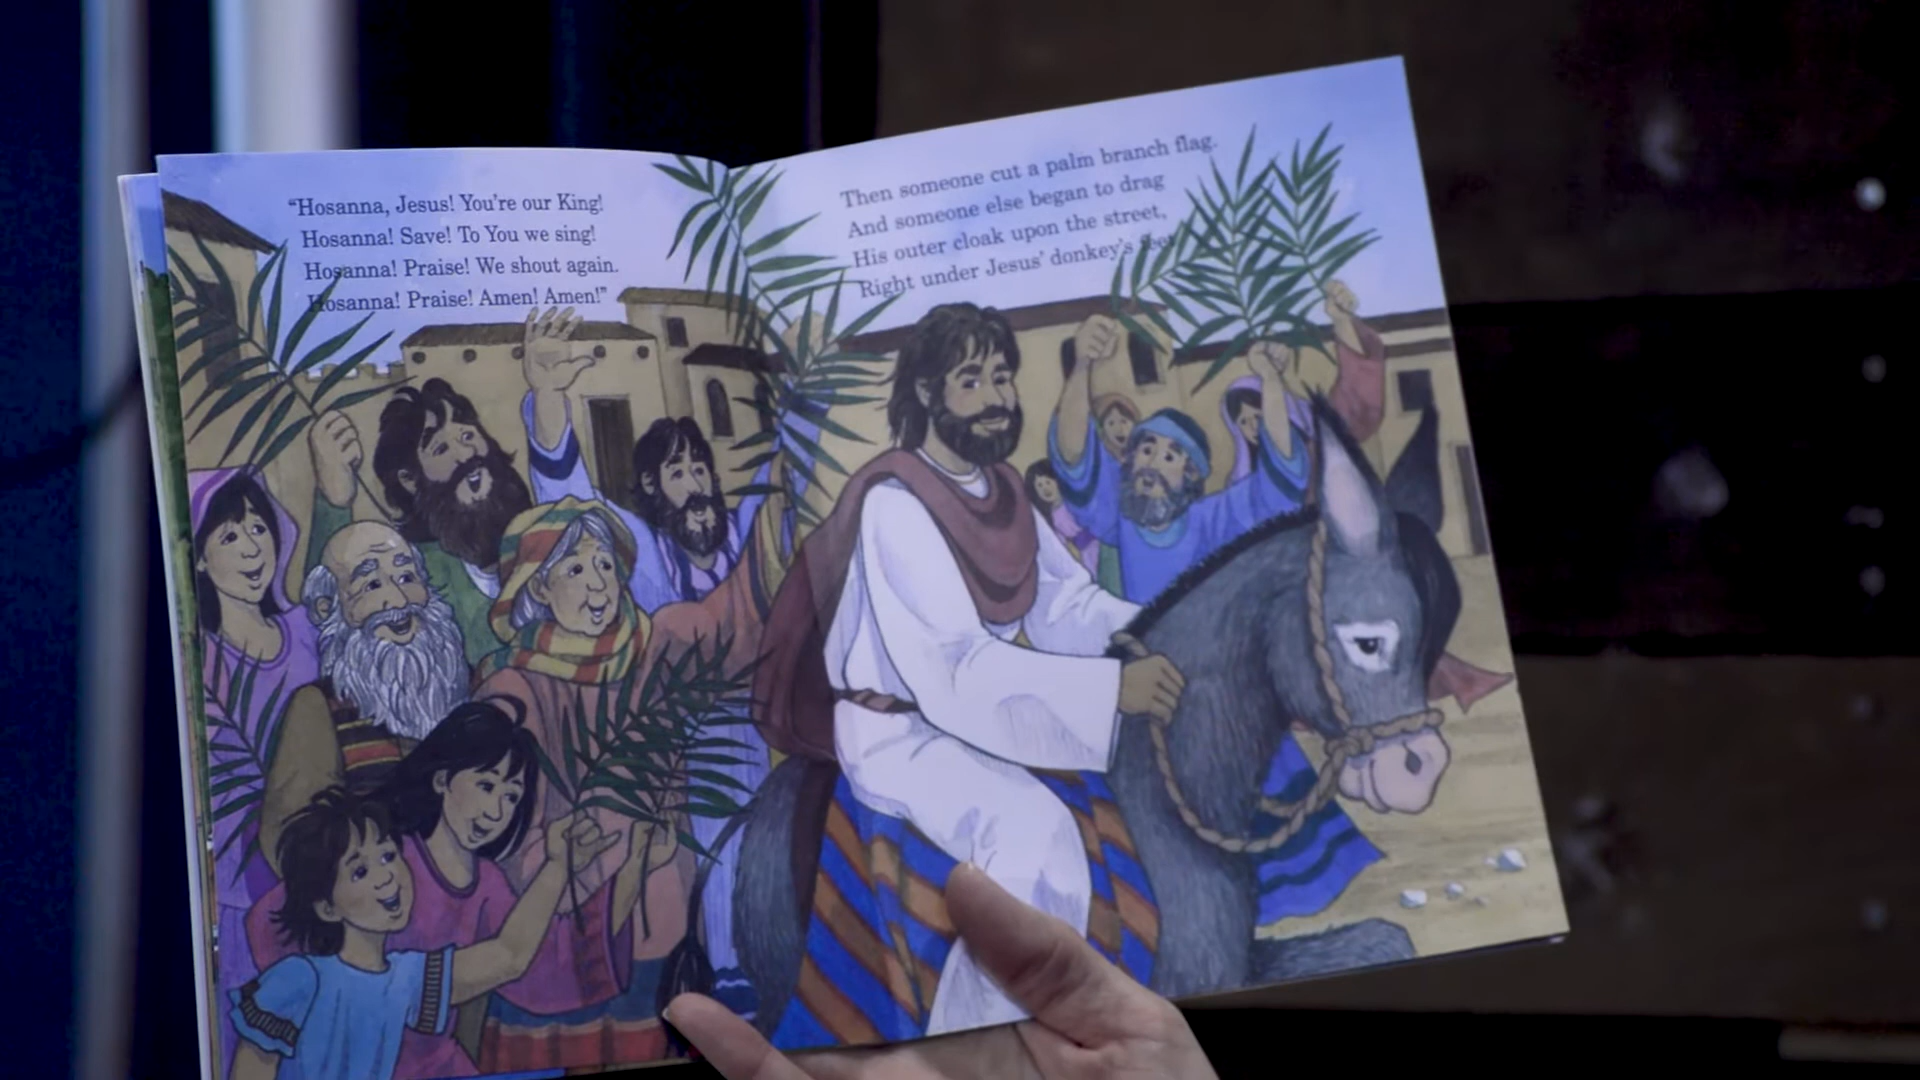 “Hosanna, Jesus! You’re our King!
Hosanna! Save! To You we sing!
Hosanna! Praise! We shout again.
Hosanna! Praise! Amen! Amen!”
Then someone cut a palm branch flag.
And someone else began to drag
His outer cloak upon the street,
Right under Jesus’ donkey’s feet